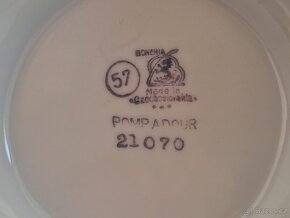 BOHEMIA
57
Made in
"Czechoslovakia"
***
POMPADOUR
21070